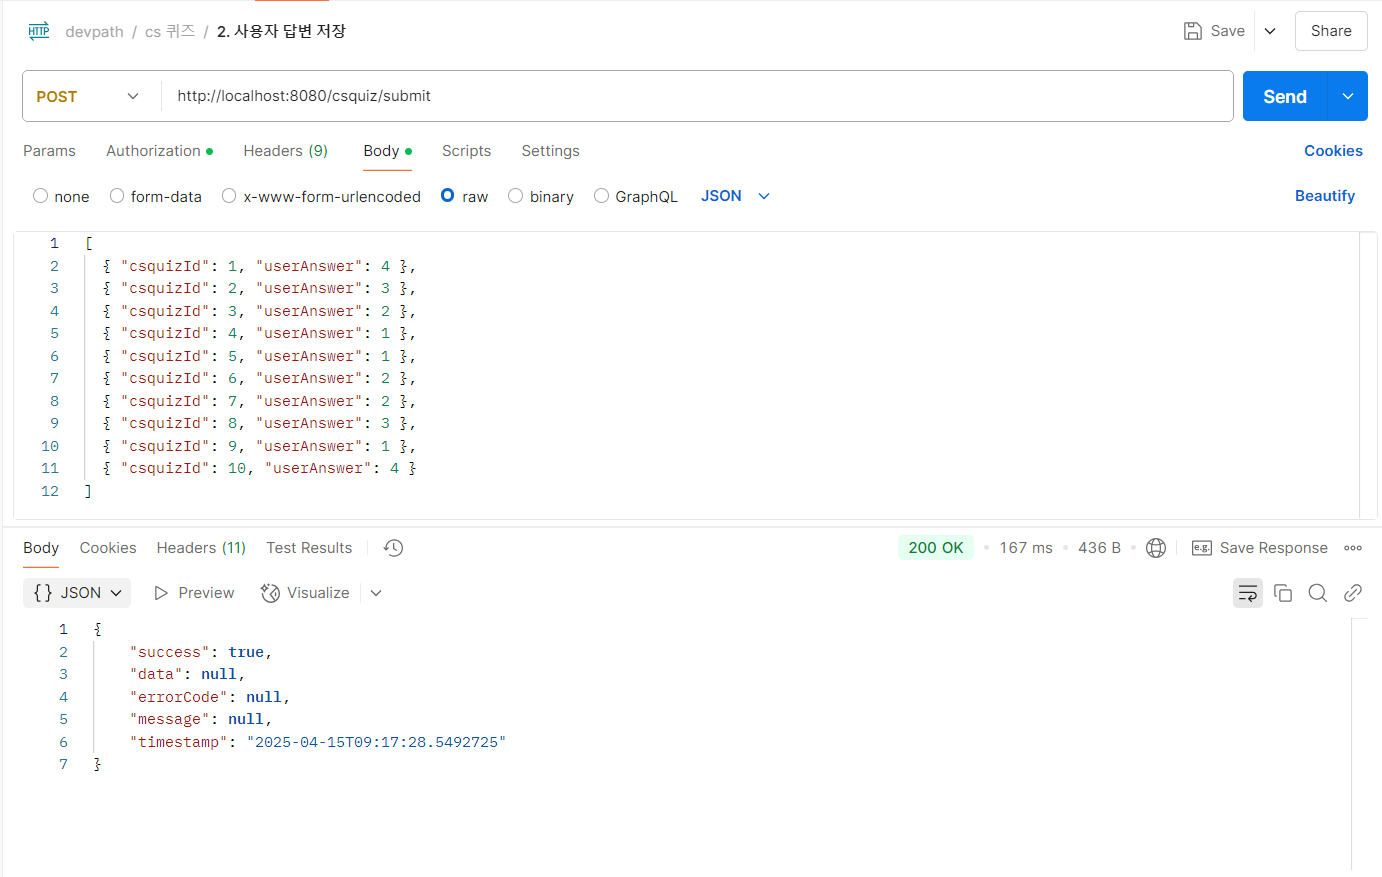 HTTP devpath / cs 퀴즈 / 2. 사용자 답변 저장 Save Share
POST http://localhost:8080/csquiz/submit Send
Params Authorization Headers (9) Body Scripts Settings Cookies
none form-data x-www-form-urlencoded raw binary GraphQL JSON Beautify
1 [
2 { "csquizId": 1, "userAnswer": 4 },
3 { "csquizId": 2, "userAnswer": 3 },
4 { "csquizId": 3, "userAnswer": 2 },
5 { "csquizId": 4, "userAnswer": 1 },
6 { "csquizId": 5, "userAnswer": 1 },
7 { "csquizId": 6, "userAnswer": 2 },
8 { "csquizId": 7, "userAnswer": 2 },
9 { "csquizId": 8, "userAnswer": 3 },
10 { "csquizId": 9, "userAnswer": 1 },
11 { "csquizId": 10, "userAnswer": 4 }
12 ]
Body Cookies Headers (11) Test Results 200 OK 167 ms 436 B e.g. Save Response
{} JSON Preview Visualize
1 {
2 "success": true,
3 "data": null,
4 "errorCode": null,
5 "message": null,
6 "timestamp": "2025-04-15T09:17:28.5492725"
7 }